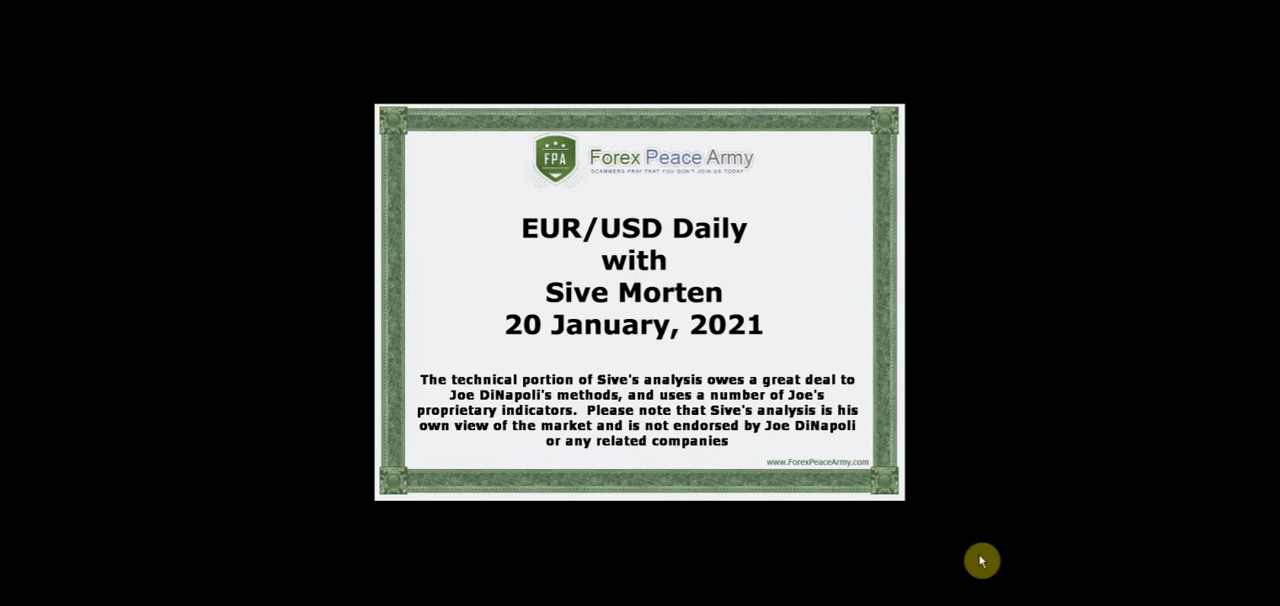 FPA
Forex Peace Army
SCAMMERS PRAY THAT YOU DON'T JOIN US TODAY
EUR/USD Daily
with
Sive Morten
20 January, 2021
The technical portion of Sive's analysis owes a great deal to
Joe DiNapoli's methods, and uses a number of Joe's
proprietary indicators. Please note that Sive's analysis is his
own view of the market and is not endorsed by Joe DiNapoli
or any related companies
www.ForexPeaceArmy.com